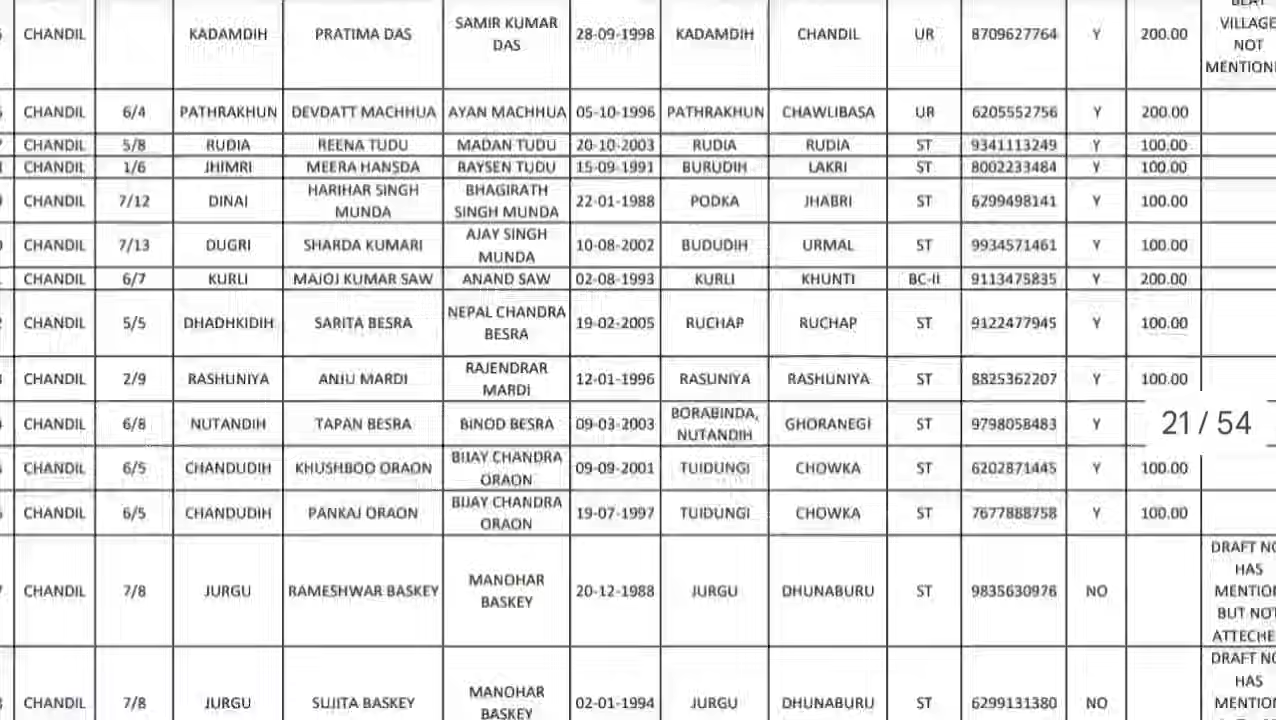 CHANDIL KADAMDIH PRATIMA DAS SAMIR KUMAR DAS 28-09-1998 KADAMDIH CHANDIL UR 8709627764 Y 200.00 VILLAGE NOT MENTION
CHANDIL 6/4 PATHRAKHUN DEVDATT MACHHUA AYAN MACHHUA 05-10-1996 PATHRAKHUN CHAWLIBASA UR 6205552756 Y 200.00
CHANDIL 5/8 RUDIA REENA TUDU MADAN TUDU 20-10-2003 RUDIA RUDIA ST 9341113249 Y 100.00
CHANDIL 1/6 JHIMRI MEERA HANSDA RAYSEN TUDU 15-09-1991 BURUDIH LAKRI ST 8002233484 Y 100.00
CHANDIL 7/12 DINAI HARIHAR SINGH MUNDA BHAGIRATH SINGH MUNDA 22-01-1988 PODKA JHABRI ST 6299498141 Y 100.00
CHANDIL 7/13 DUGRI SHARDA KUMARI AJAY SINGH MUNDA 10-08-2002 BUDUDIH URMAL ST 9934571461 Y 100.00
CHANDIL 6/7 KURLI MAJOJ KUMAR SAW ANAND SAW 02-08-1993 KURLI KHUNTI BC-II 9113475835 Y 200.00
CHANDIL 5/5 DHADHKIDIH SARITA BESRA NEPAL CHANDRA BESRA 19-02-2005 RUCHAP RUCHAP ST 9122477945 Y 100.00
CHANDIL 2/9 RASHUNIYA ANJU MARDI RAJENDRAR MARDI 12-01-1996 RASUNIYA RASHUNIYA ST 8825362207 Y 100.00
CHANDIL 6/8 NUTANDIH TAPAN BESRA BINOD BESRA 09-03-2003 BORABINDA, NUTANDIH GHORANEGI ST 9798058483 Y 21 / 54
CHANDIL 6/5 CHANDUDIH KHUSHBOO ORAON BIJAY CHANDRA ORAON 09-09-2001 TUIDUNGI CHOWKA ST 6202871445 Y 100.00
CHANDIL 6/5 CHANDUDIH PANKAJ ORAON BIJAY CHANDRA ORAON 19-07-1997 TUIDUNGI CHOWKA ST 7677888758 Y 100.00
CHANDIL 7/8 JURGU RAMESHWAR BASKEY MANOHAR BASKEY 20-12-1988 JURGU DHUNABURU ST 9835630976 NO DRAFT NO HAS MENTION BUT NOT ATTECHE
CHANDIL 7/8 JURGU SUJITA BASKEY MANOHAR BASKEY 02-01-1994 JURGU DHUNABURU ST 6299131380 NO DRAFT NO HAS MENTION